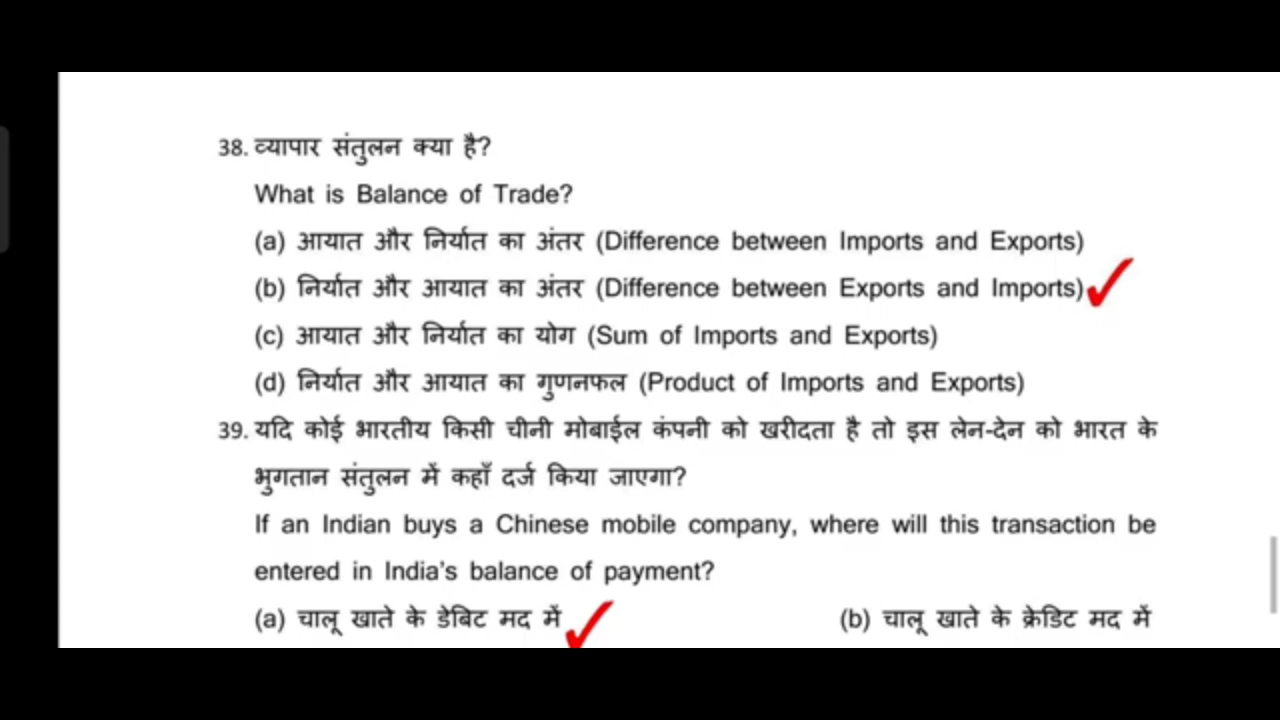 38. व्यापार संतुलन क्या है?
What is Balance of Trade?
(a) आयात और निर्यात का अंतर (Difference between Imports and Exports)
(b) निर्यात और आयात का अंतर (Difference between Exports and Imports)
(c) आयात और निर्यात का योग (Sum of Imports and Exports)
(d) निर्यात और आयात का गुणनफल (Product of Imports and Exports)
39. यदि कोई भारतीय किसी चीनी मोबाईल कंपनी को खरीदता है तो इस लेन-देन को भारत के
भुगतान संतुलन में कहाँ दर्ज किया जाएगा?
If an Indian buys a Chinese mobile company, where will this transaction be
entered in India's balance of payment?
(a) चालू खाते के डेबिट मद में (b) चालू खाते के क्रेडिट मद में